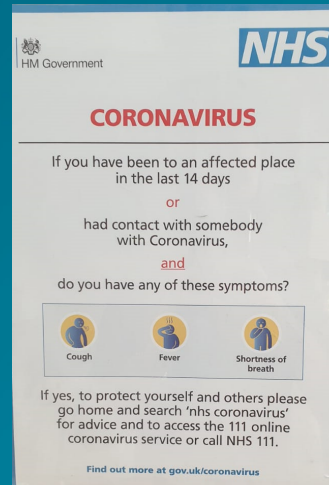 HM Government
NHS
CORONAVIRUS
If you have been to an affected place
in the last 14 days
or
had contact with somebody
with Coronavirus,
and
do you have any of these symptoms?
Cough
Fever
Shortness of
breath
If yes, to protect yourself and others please
go home and search 'nhs coronavirus'
for advice and to access the 111 online
coronavirus service or call NHS 111.
Find out more at gov.uk/coronavirus